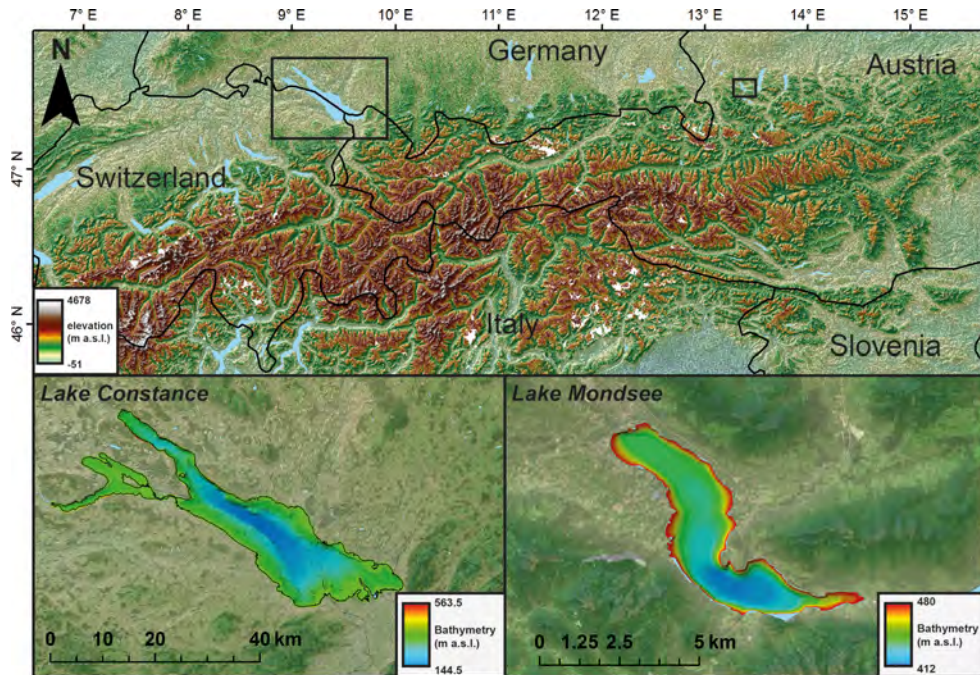 6° E 7° E 8° E 9° E 10° E 11° E 12° E 13° E 14° E 15° E
N
Germany
Austria
47° N
Switzerland
46° N
4678
elevation
(m a.s.l.)
-51
Italy
Slovenia
Lake Constance
563.5
Bathymetry
(m a.s.l.)
144.5
0 10 20 40 km
Lake Mondsee
480
Bathymetry
(m a.s.l.)
412
0 1.25 2.5 5 km